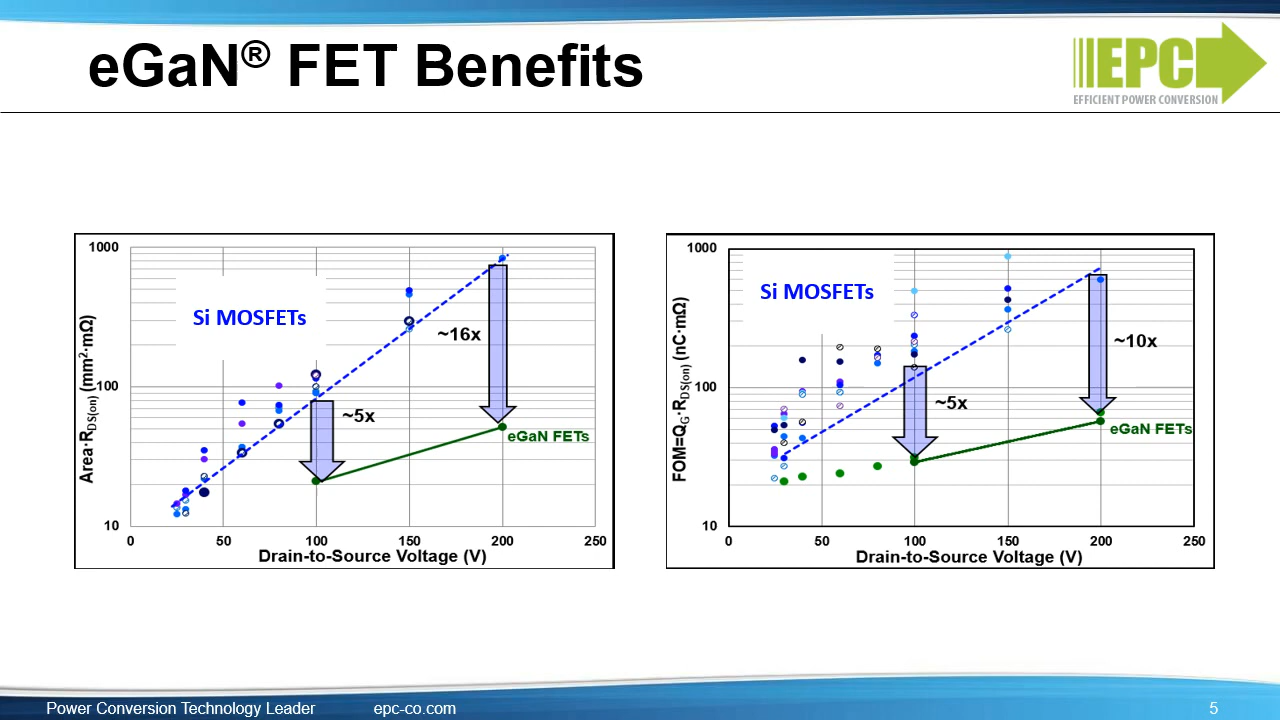 eGaN® FET Benefits
EPC
EFFICIENT POWER CONVERSION
1000
100
10
0
50
100
150
200
250
Area·RDS(on) (mm²·mΩ)
Drain-to-Source Voltage (V)
Si MOSFETs
~16x
~5x
eGaN FETs
1000
100
10
0
50
100
150
200
250
FOM=QG·RDS(on) (nC·mΩ)
Drain-to-Source Voltage (V)
Si MOSFETs
~10x
~5x
eGaN FETs
Power Conversion Technology Leader
epc-co.com
5